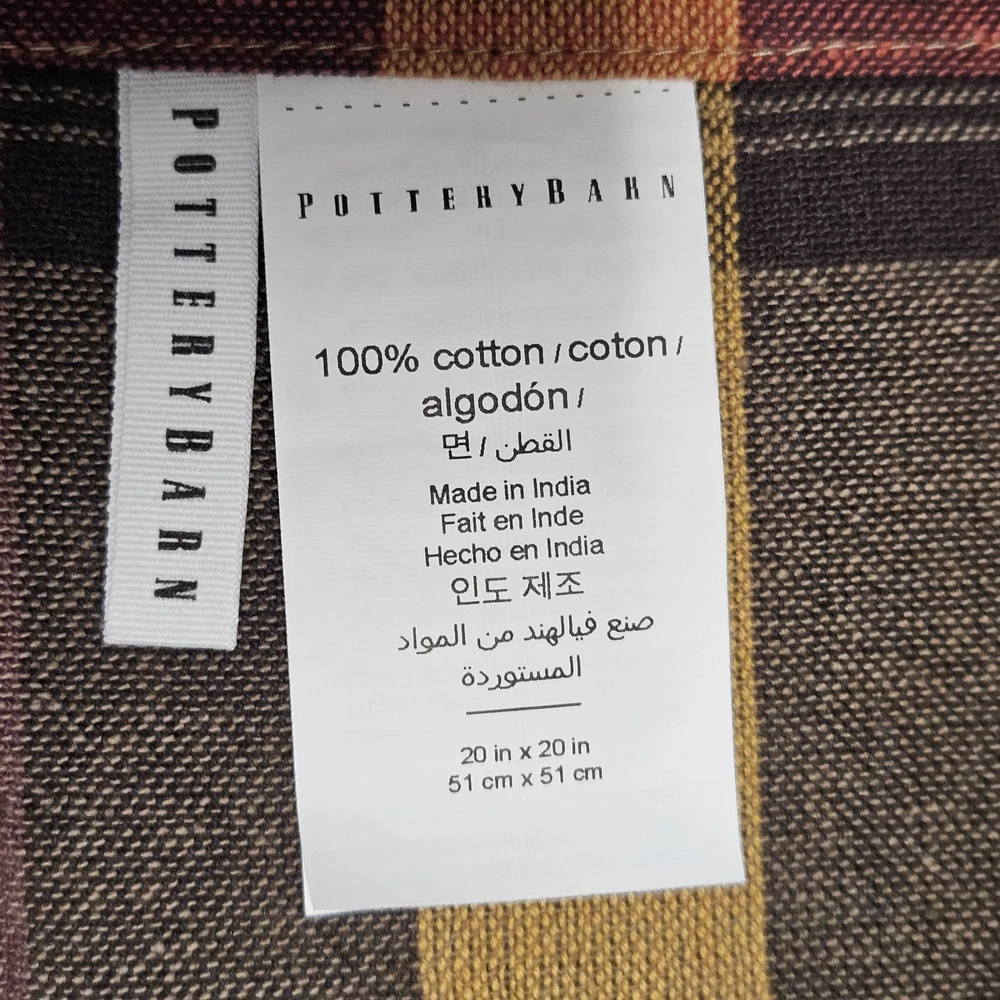 POTTERYBARN
POTTERYBARN
100% cotton / coton /
algodón /
면 / القطن
Made in India
Fait en Inde
Hecho en India
인도 제조
صنع فيالهند من المواد
المستوردة
20 in x 20 in
51 cm x 51 cm